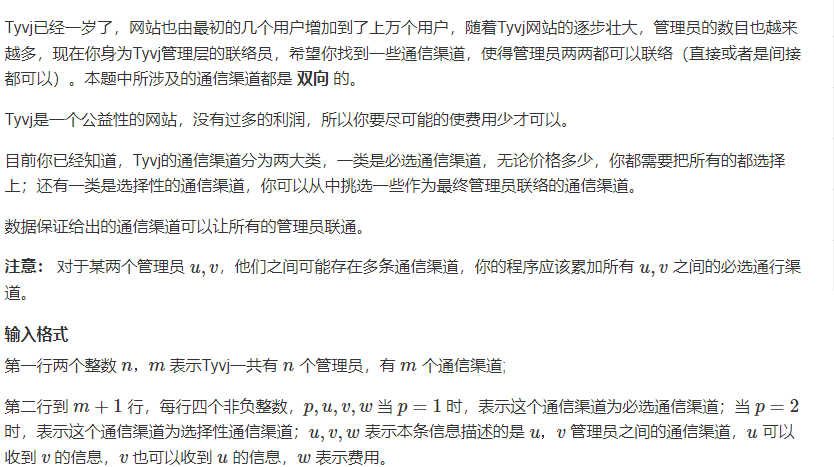 Tyvj已经一岁了，网站也由最初的几个用户增加到了上万个用户，随着Tyvj网站的逐步壮大，管理员的数目也越来
越多，现在你身为Tyvj管理层的联络员，希望你找到一些通信渠道，使得管理员两两都可以联络（直接或者是间接
都可以）。本题中所涉及的通信渠道都是 双向 的。
Tyvj是一个公益性的网站，没有过多的利润，所以你要尽可能的使费用少才可以。
目前你已经知道，Tyvj的通信渠道分为两大类，一类是必选通信渠道，无论价格多少，你都需要把所有的都选择
上；还有一类是选择性的通信渠道，你可以从中挑选一些作为最终管理员联络的通信渠道。
数据保证给出的通信渠道可以让所有的管理员联通。
注意： 对于某两个管理员 u, v，他们之间可能存在多条通信渠道，你的程序应该累加所有 u, v 之间的必选通行渠
道。
输入格式
第一行两个整数 n，m 表示Tyvj一共有 n 个管理员，有 m 个通信渠道;
第二行到 m + 1 行，每行四个非负整数，p, u, v, w 当 p = 1 时，表示这个通信渠道为必选通信渠道；当 p = 2
时，表示这个通信渠道为选择性通信渠道；u, v, w 表示本条信息描述的是 u，v 管理员之间的通信渠道，u 可以
收到 v 的信息，v 也可以收到 u 的信息，w 表示费用。